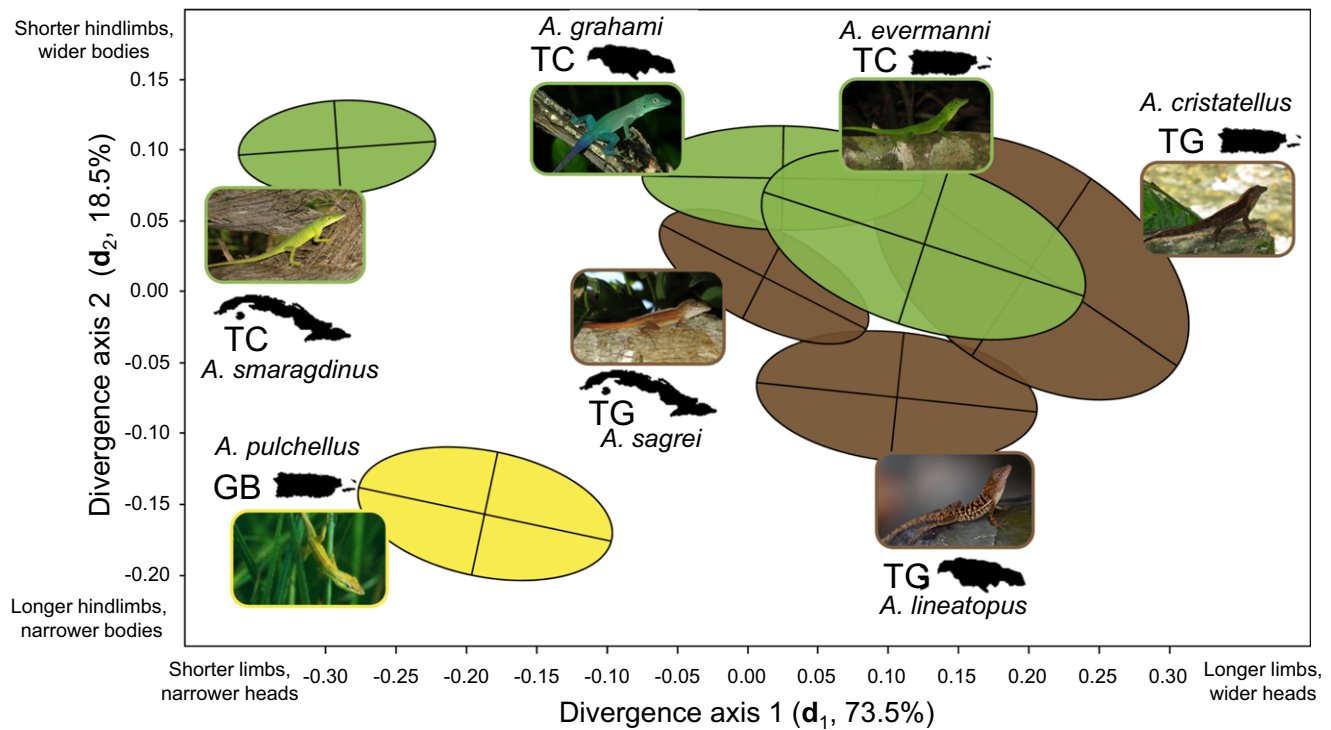 Shorter hindlimbs,
wider bodies
A. grahami
TC
A. evermanni
TC
A. cristatellus
TG
TC
A. smaragdinus
TG
A. sagrei
A. pulchellus
GB
TG
A. lineatopus
Divergence axis 2 (d2, 18.5%)
0.15
0.10
0.05
0.00
-0.05
-0.10
-0.15
-0.20
Longer hindlimbs,
narrower bodies
Shorter limbs,
narrower heads
-0.30 -0.25 -0.20 -0.15 -0.10 -0.05 0.00 0.05 0.10 0.15 0.20 0.25 0.30
Longer limbs,
wider heads
Divergence axis 1 (d1, 73.5%)